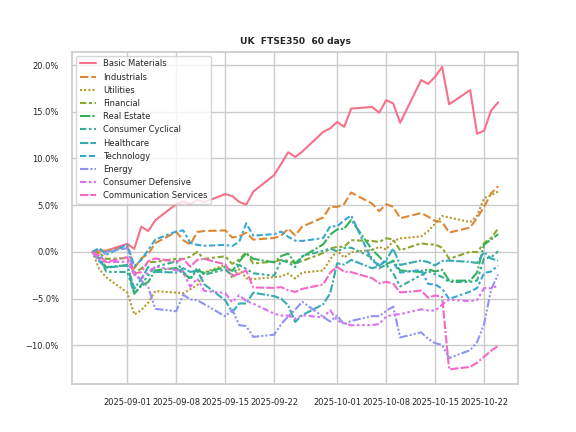 UK  FTSE350  60 days
20.0%
15.0%
10.0%
5.0%
0.0%
−5.0%
−10.0%
Basic Materials
Industrials
Utilities
Financial
Real Estate
Consumer Cyclical
Healthcare
Technology
Energy
Consumer Defensive
Communication Services
2025-09-01
2025-09-08
2025-09-15
2025-09-22
2025-10-01
2025-10-08
2025-10-15
2025-10-22